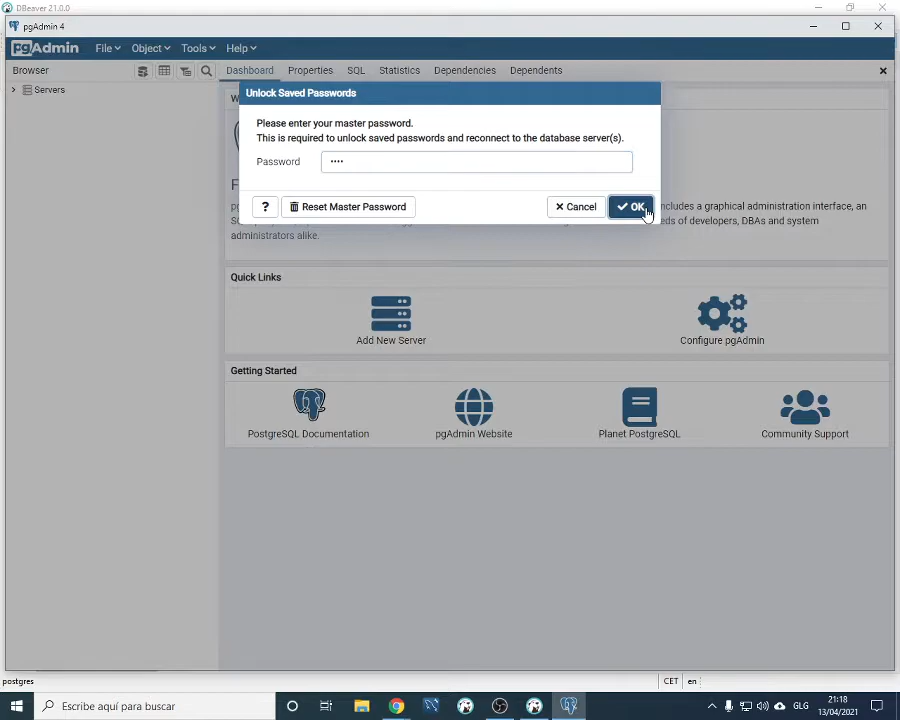 DBeaver 21.0.0
pgAdmin 4
pgAdmin File Object Tools Help
Browser Dashboard Properties SQL Statistics Dependencies Dependents
Servers
Unlock Saved Passwords
Please enter your master password.
This is required to unlock saved passwords and reconnect to the database server(s).
Password ••••
? Reset Master Password Cancel OK
W
F
pg includes a graphical administration interface, an
eds of developers, DBAs and system
administrators alike.
Quick Links
Add New Server Configure pgAdmin
Getting Started
PostgreSQL Documentation pgAdmin Website Planet PostgreSQL Community Support
postgres CET en
Escribe aquí para buscar GLG 21:18
13/04/2021